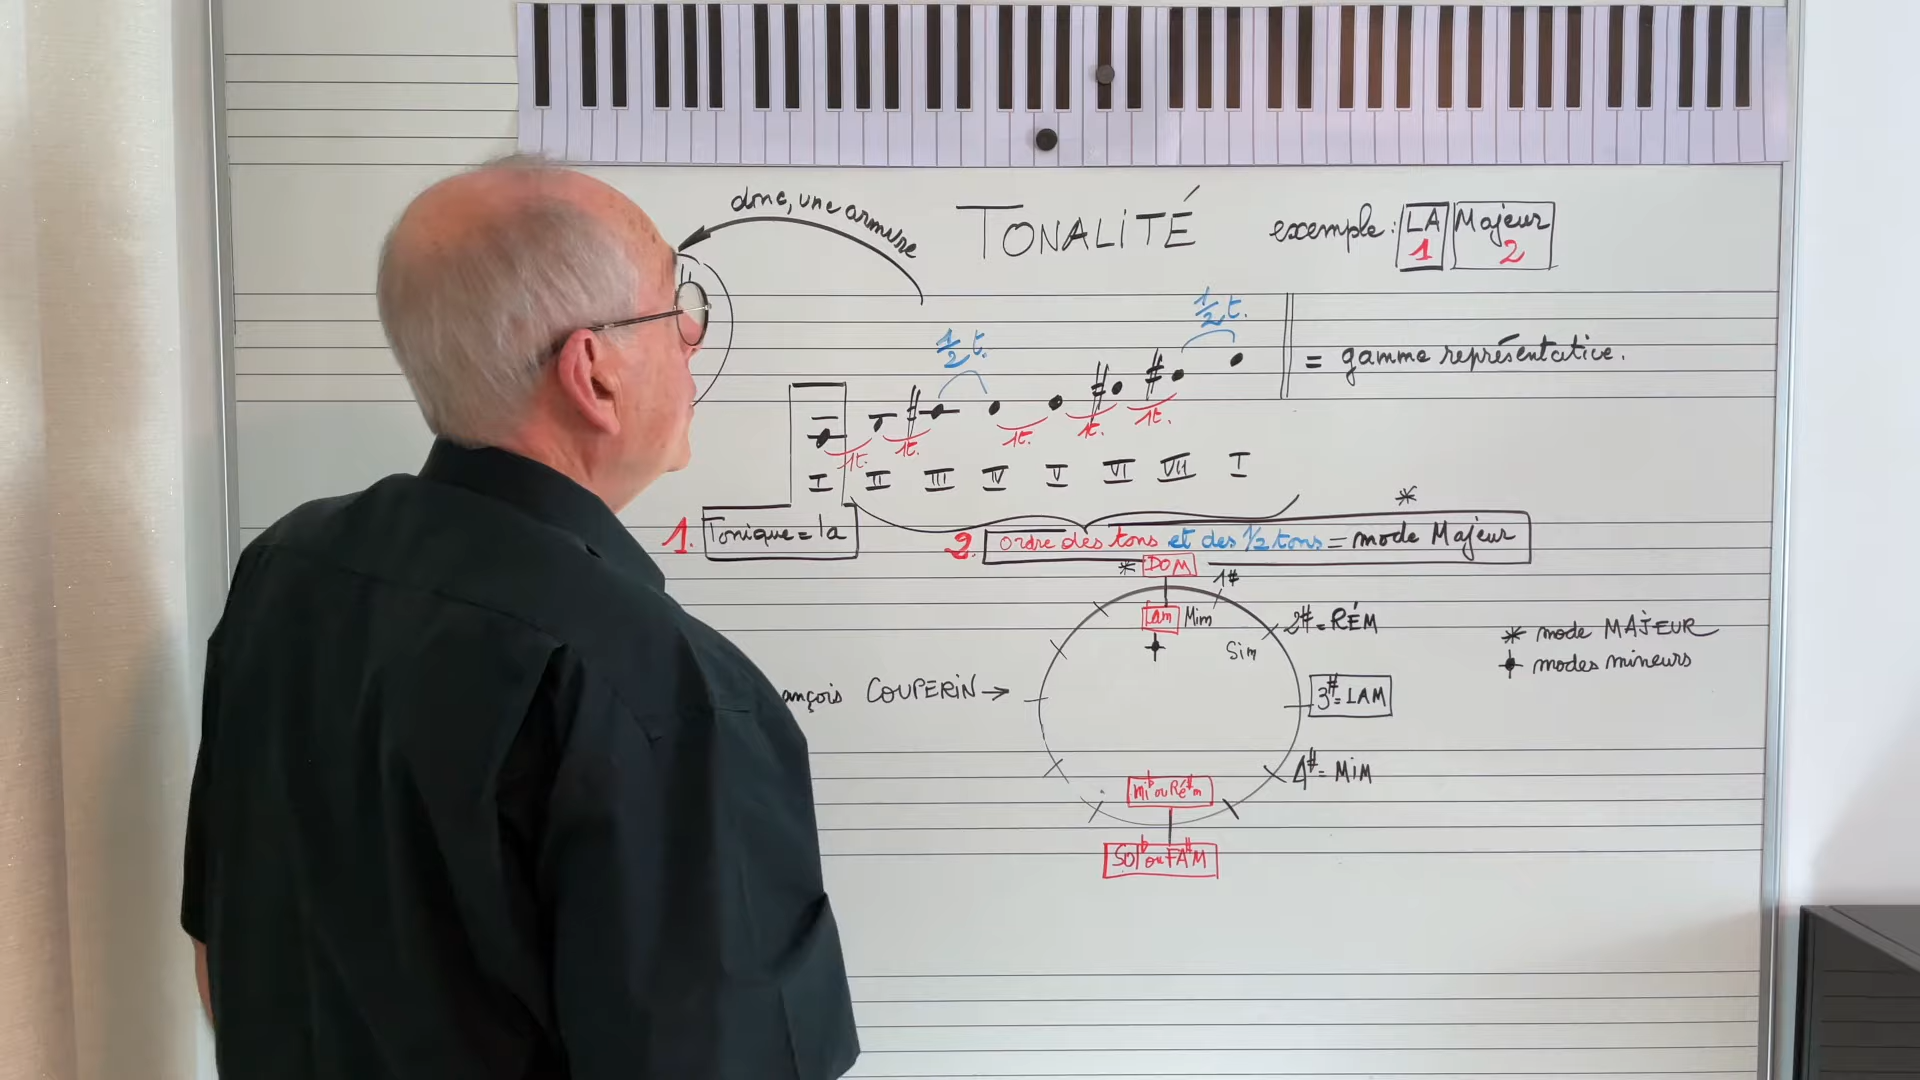 donc, une armure
TONALITÉ
exemple: LA Majeur
1 2
½ t.
½ t.
= gamme représentative.
1t. 1t. 1t. 1t. 1t.
I II III IV V VI VII I
1. Tonique = la
2. ordre des tons et des ½ tons = mode Majeur *
* DOM
1#
Lam Mim
2# = RÉM
Sim
* mode MAJEUR
modes mineurs
COUPERIN →
3# = LAM
4# = MIM
Mi♭ ou Ré#m
SOL♭ ou FA#M